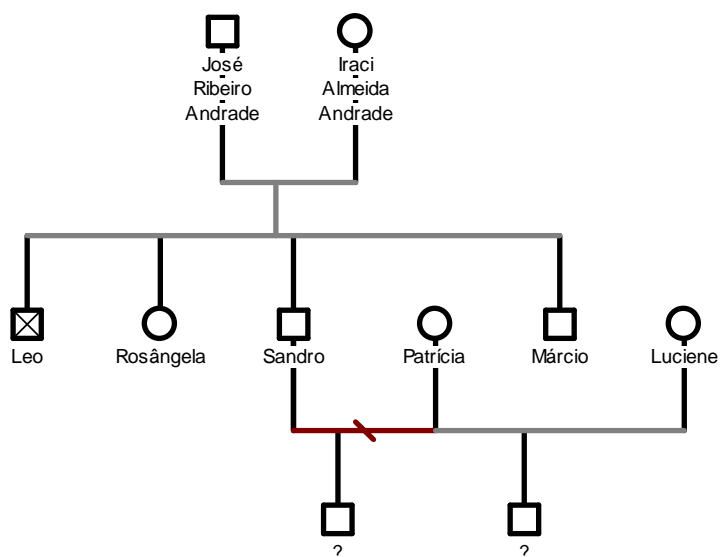 José
Ribeiro
Andrade
Iraci
Almeida
Andrade
Leo
Rosângela
Sandro
Patrícia
Márcio
Luciene
?
?